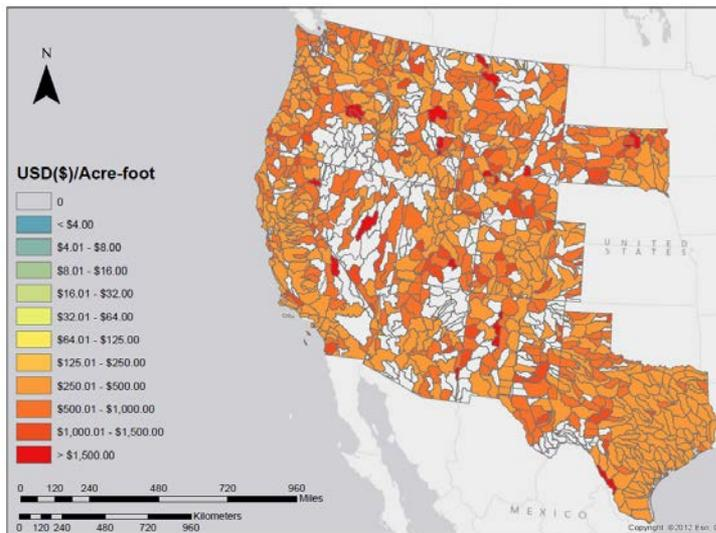 N
USD($)/Acre-foot
0
< $4.00
$4.01 - $8.00
$8.01 - $16.00
$16.01 - $32.00
$32.01 - $64.00
$64.01 - $125.00
$125.01 - $250.00
$250.01 - $500.00
$500.01 - $1,000.00
$1,000.01 - $1,500.00
> $1,500.00
0 120 240 480 720 960
Miles
Kilometers
0 120 240 480 720 960
UNITED
STATES
MEXICO
Copyright ©2012 Esri,